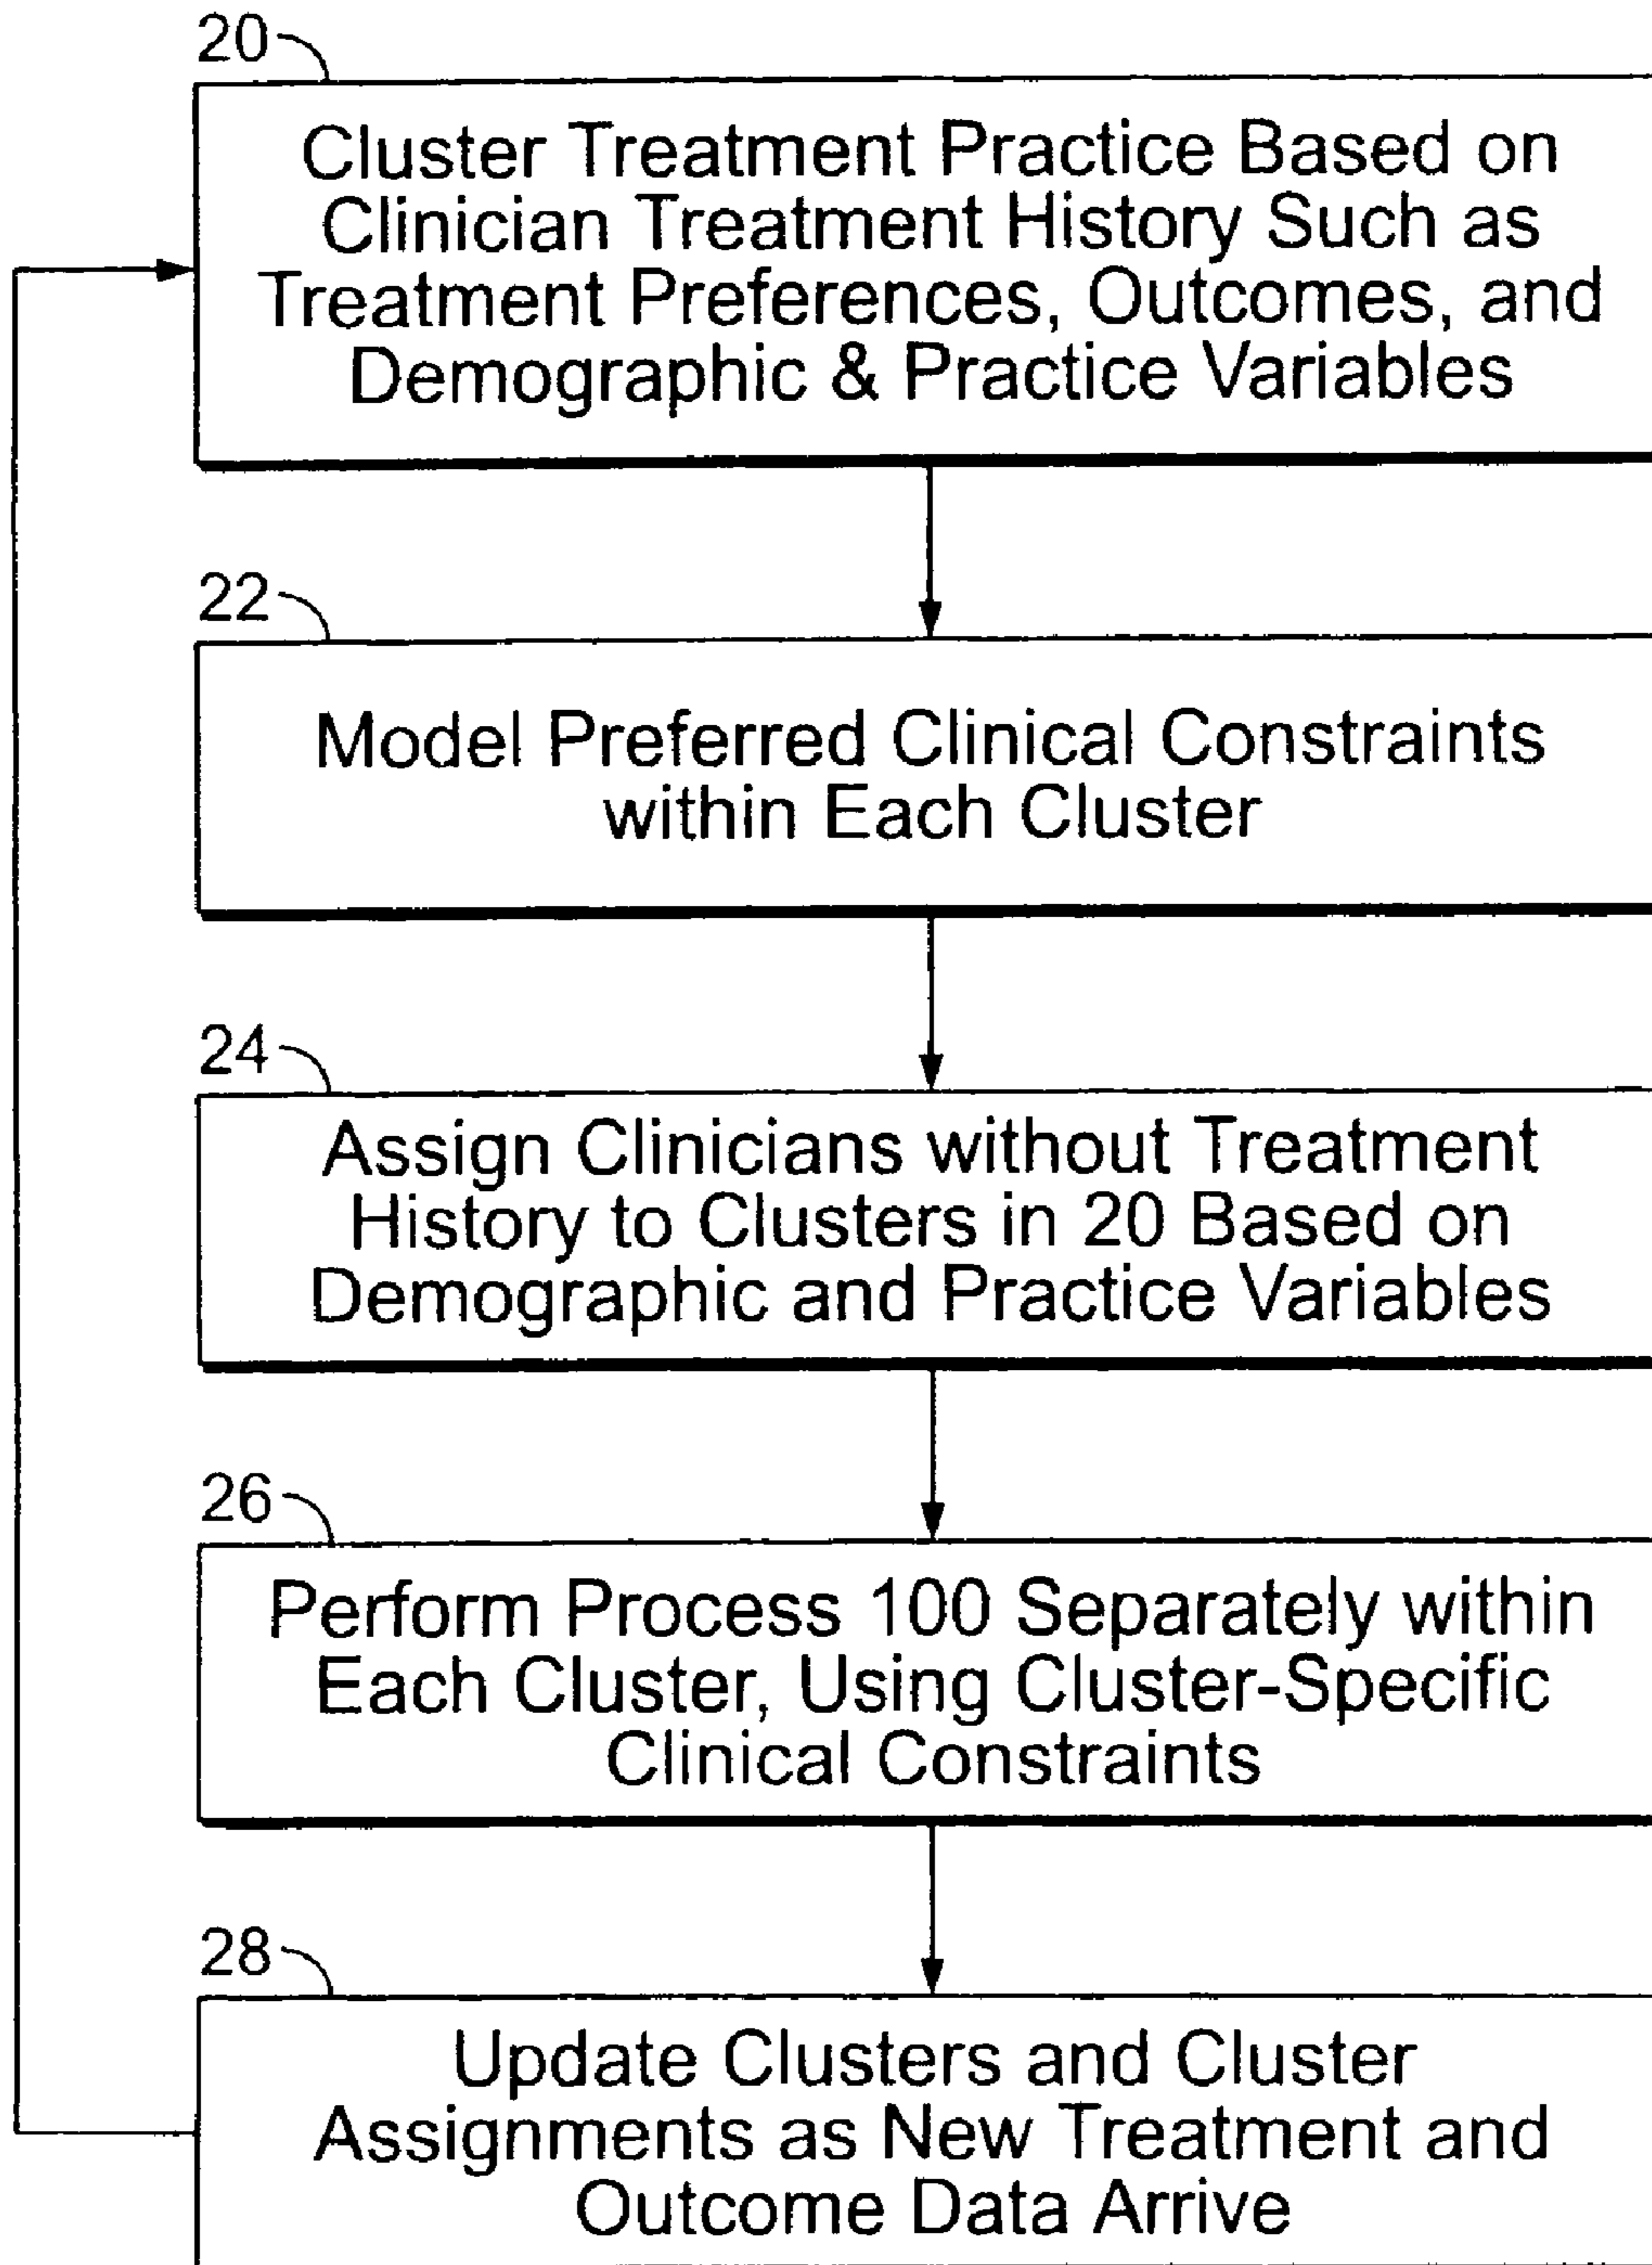 20
Cluster Treatment Practice Based on
Clinician Treatment History Such as
Treatment Preferences, Outcomes, and
Demographic & Practice Variables
22
Model Preferred Clinical Constraints
within Each Cluster
24
Assign Clinicians without Treatment
History to Clusters in 20 Based on
Demographic and Practice Variables
26
Perform Process 100 Separately within
Each Cluster, Using Cluster-Specific
Clinical Constraints
28
Update Clusters and Cluster
Assignments as New Treatment and
Outcome Data Arrive